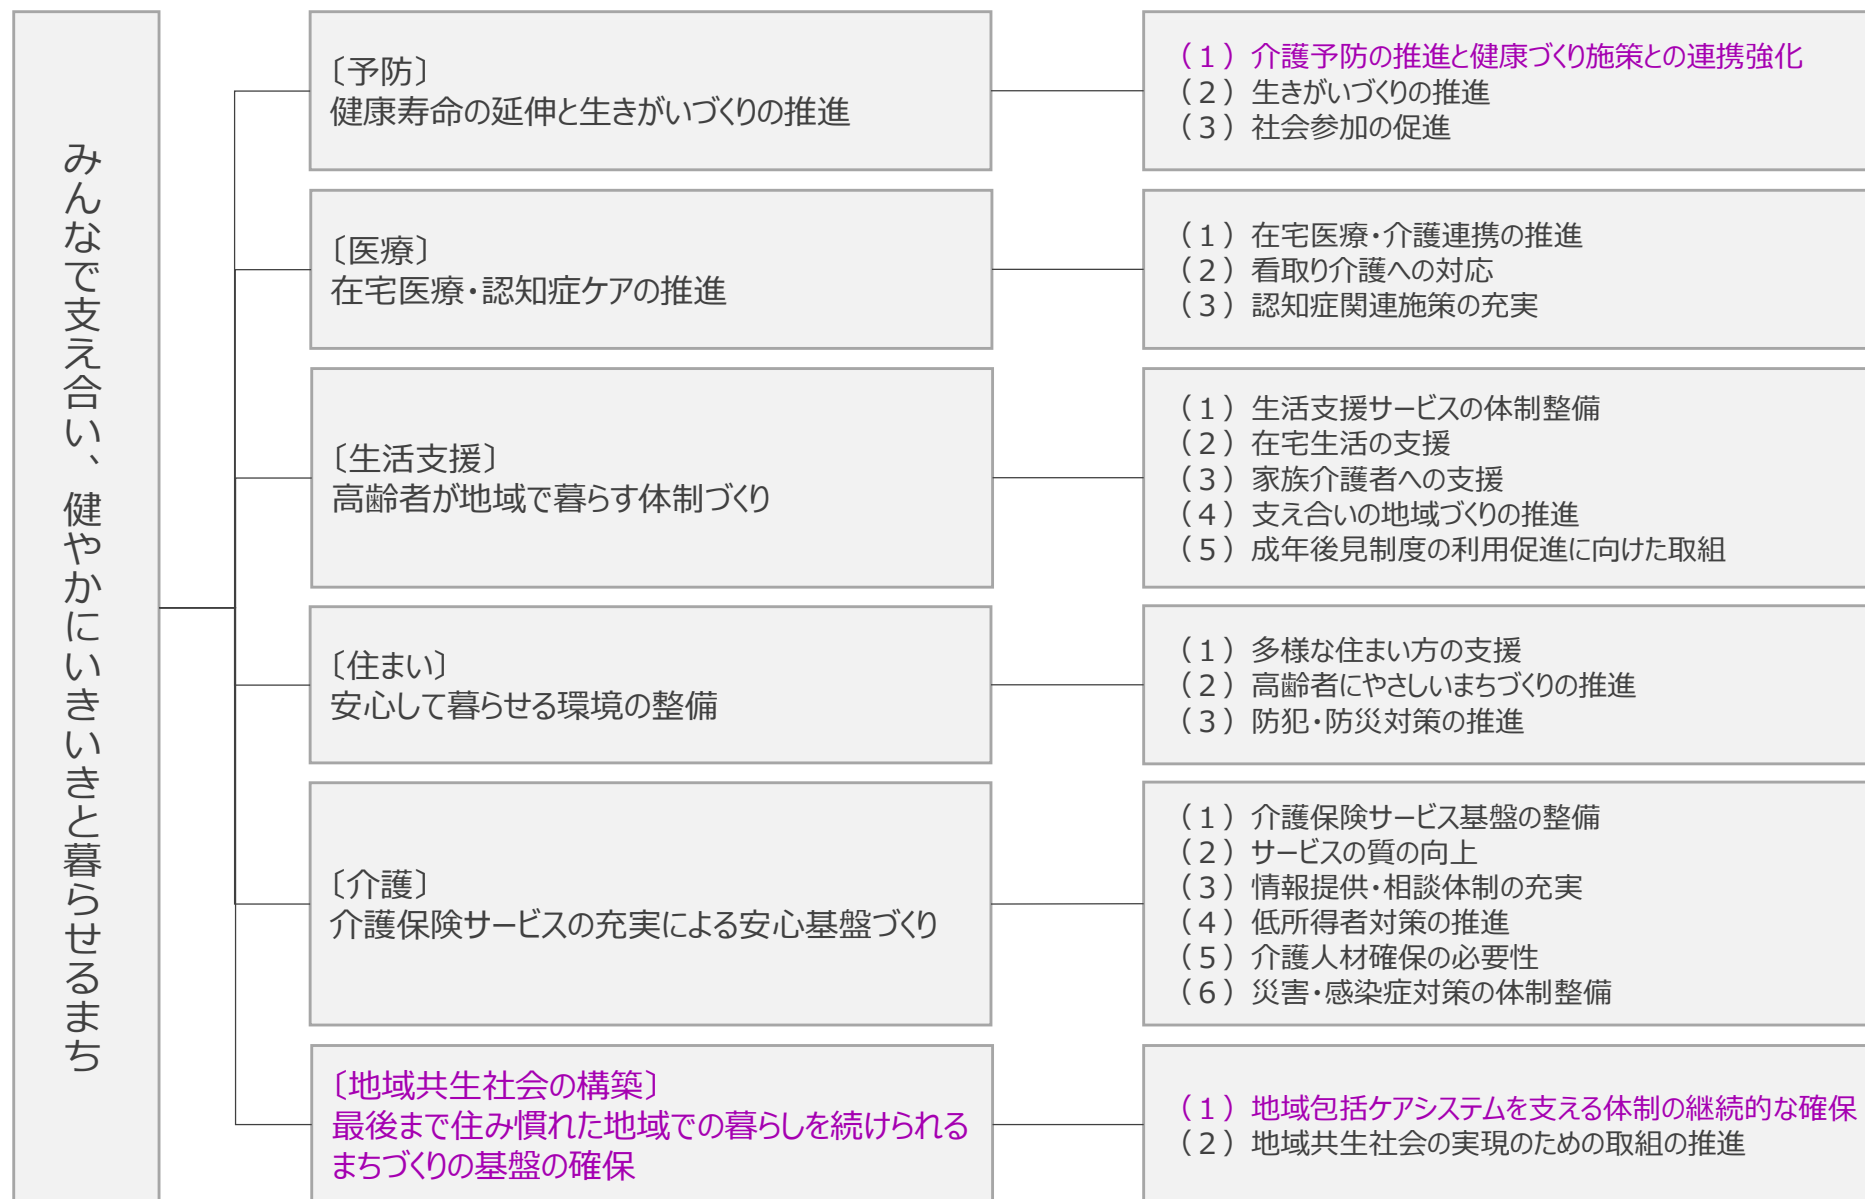 みんなで支え合い、健やかにいきいきと暮らせるまち
〔予防〕
健康寿命の延伸と生きがいづくりの推進
（１）介護予防の推進と健康づくり施策との連携強化
（２）生きがいづくりの推進
（３）社会参加の促進
〔医療〕
在宅医療・認知症ケアの推進
（１）在宅医療・介護連携の推進
（２）看取り介護への対応
（３）認知症関連施策の充実
〔生活支援〕
高齢者が地域で暮らす体制づくり
（１）生活支援サービスの体制整備
（２）在宅生活の支援
（３）家族介護者への支援
（４）支え合いの地域づくりの推進
（５）成年後見制度の利用促進に向けた取組
〔住まい〕
安心して暮らせる環境の整備
（１）多様な住まい方の支援
（２）高齢者にやさしいまちづくりの推進
（３）防犯・防災対策の推進
〔介護〕
介護保険サービスの充実による安心基盤づくり
（１）介護保険サービス基盤の整備
（２）サービスの質の向上
（３）情報提供・相談体制の充実
（４）低所得者対策の推進
（５）介護人材確保の必要性
（６）災害・感染症対策の体制整備
〔地域共生社会の構築〕
最後まで住み慣れた地域での暮らしを続けられる
まちづくりの基盤の確保
（１）地域包括ケアシステムを支える体制の継続的な確保
（２）地域共生社会の実現のための取組の推進